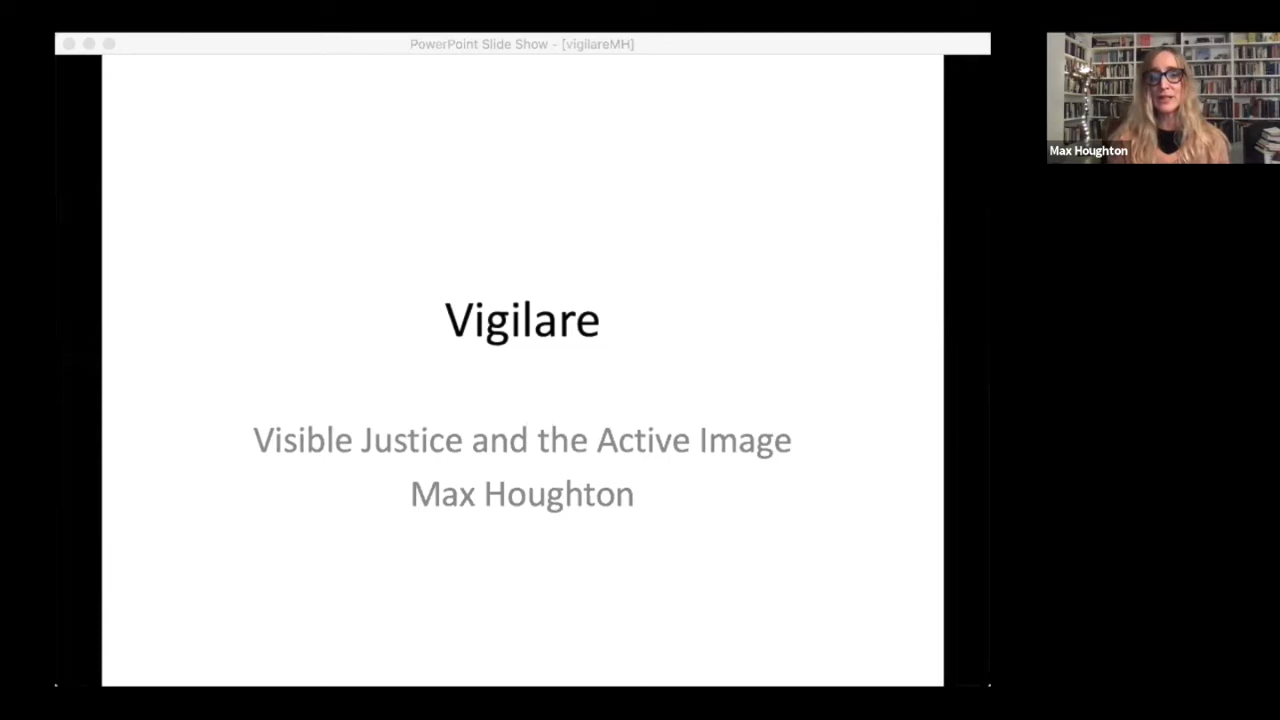 PowerPoint Slide Show - [vigilareMH]
Max Houghton
Vigilare
Visible Justice and the Active Image
Max Houghton